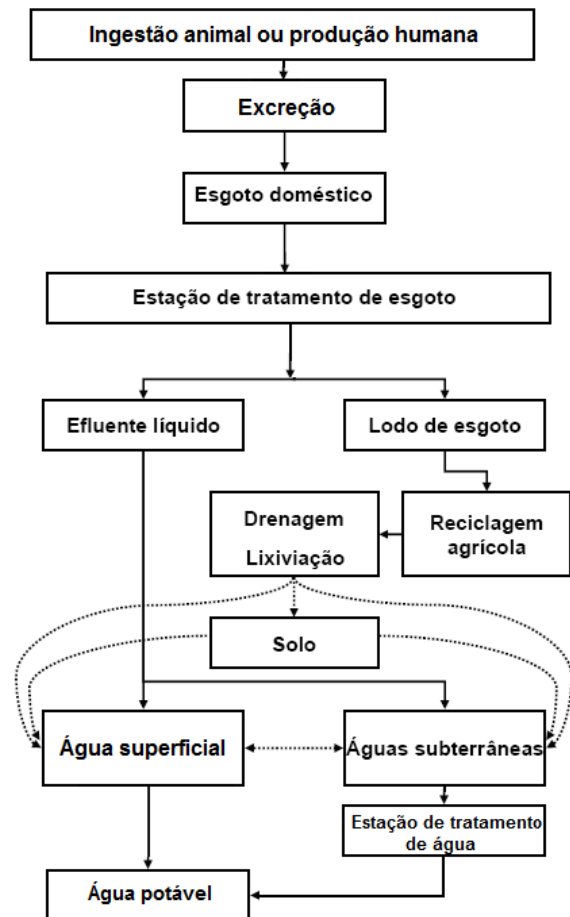 Ingestão animal ou produção humana
Excreção
Esgoto doméstico
Estação de tratamento de esgoto
Efluente líquido
Lodo de esgoto
Drenagem
Lixiviação
Reciclagem
agrícola
Solo
Água superficial
Águas subterrâneas
Estação de tratamento
de água
Água potável